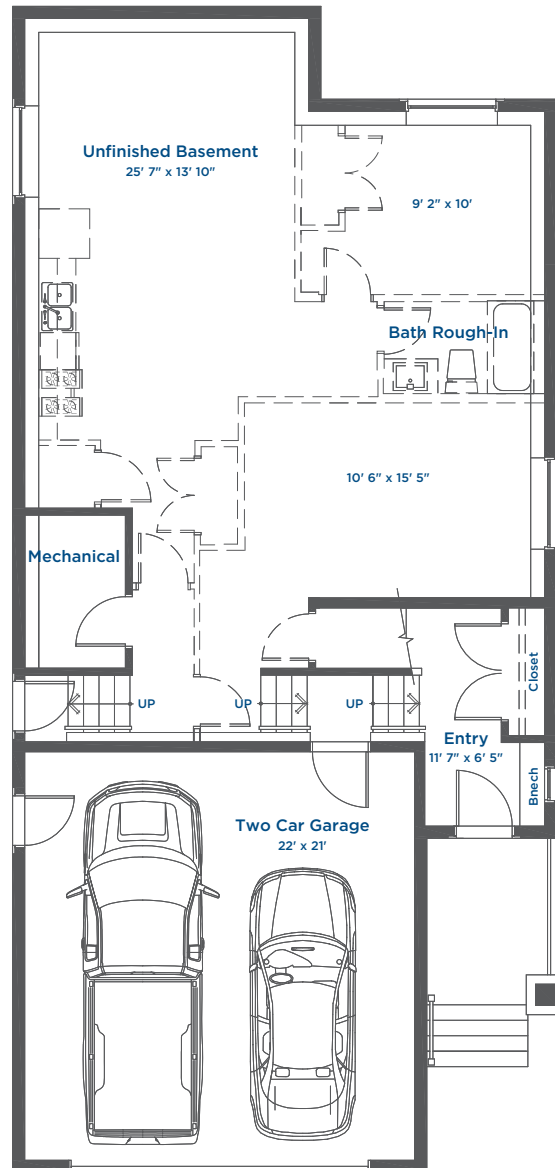 Unfinished Basement
25' 7" x 13' 10"
9' 2" x 10'
Bath Rough-In
10' 6" x 15' 5"
Mechanical
UP
UP
UP
Closet
Entry
11' 7" x 6' 5"
Bnech
Two Car Garage
22' x 21'